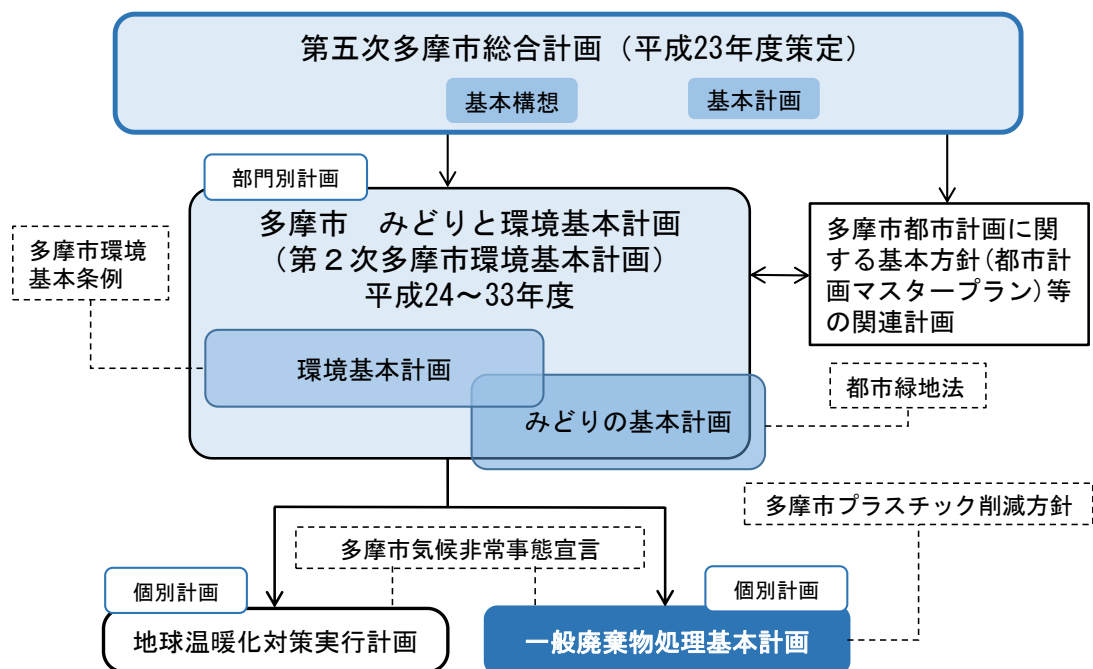 第五次多摩市総合計画（平成23年度策定）
基本構想
基本計画
部門別計画
多摩市　みどりと環境基本計画
（第２次多摩市環境基本計画）
平成24～33年度
多摩市環境
基本条例
多摩市都市計画に関
する基本方針(都市計
画マスタープラン)等
の関連計画
環境基本計画
みどりの基本計画
都市緑地法
多摩市プラスチック削減方針
多摩市気候非常事態宣言
個別計画
地球温暖化対策実行計画
個別計画
一般廃棄物処理基本計画